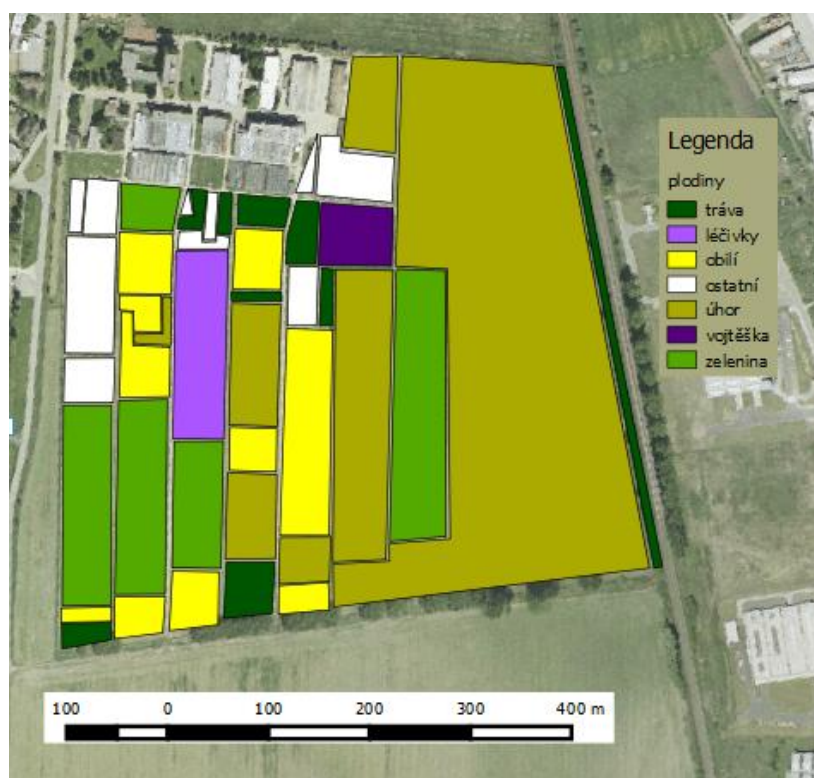 Legenda
plodiny
tráva
léčivky
obilí
ostatní
úhor
vojtěška
zelenina
100 0 100 200 300 400 m